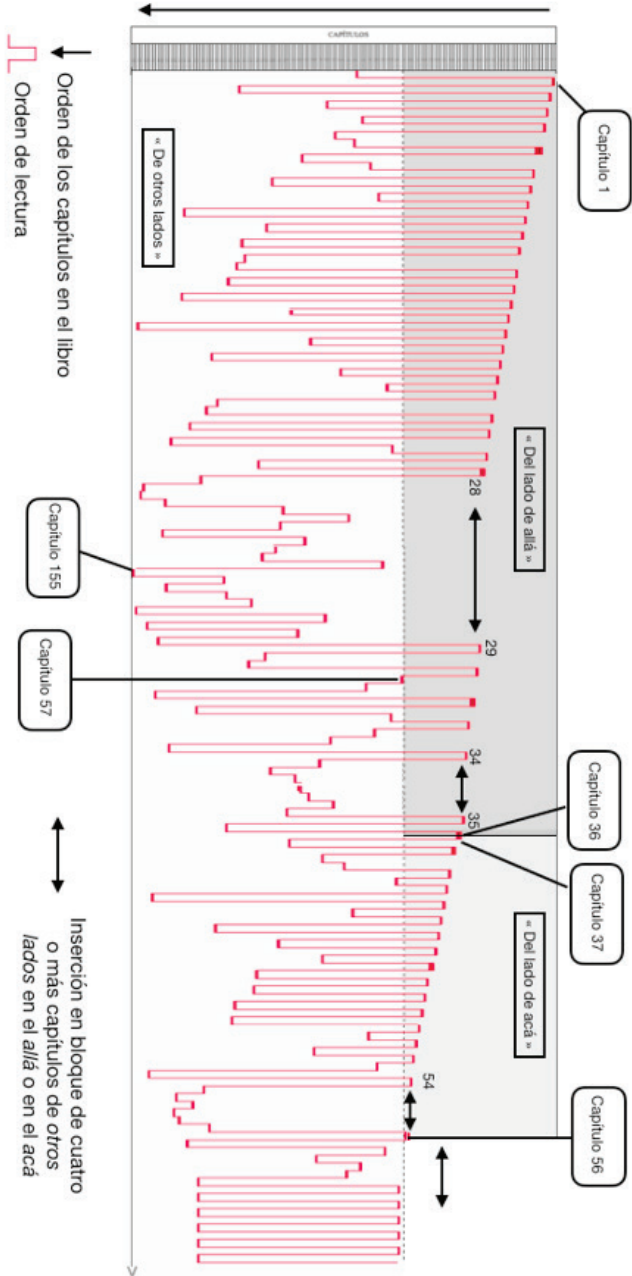 CAPÍTULOS
Capítulo 1
« De otros lados »
« Del lado de allá »
28
29
34
35
Capítulo 155
Capítulo 57
Capítulo 36
Capítulo 37
« Del lado de acá »
54
Capítulo 56
Orden de los capítulos en el libro
Orden de lectura
Inserción en bloque de cuatro
o más capítulos de otros
lados en el allá o en el acá